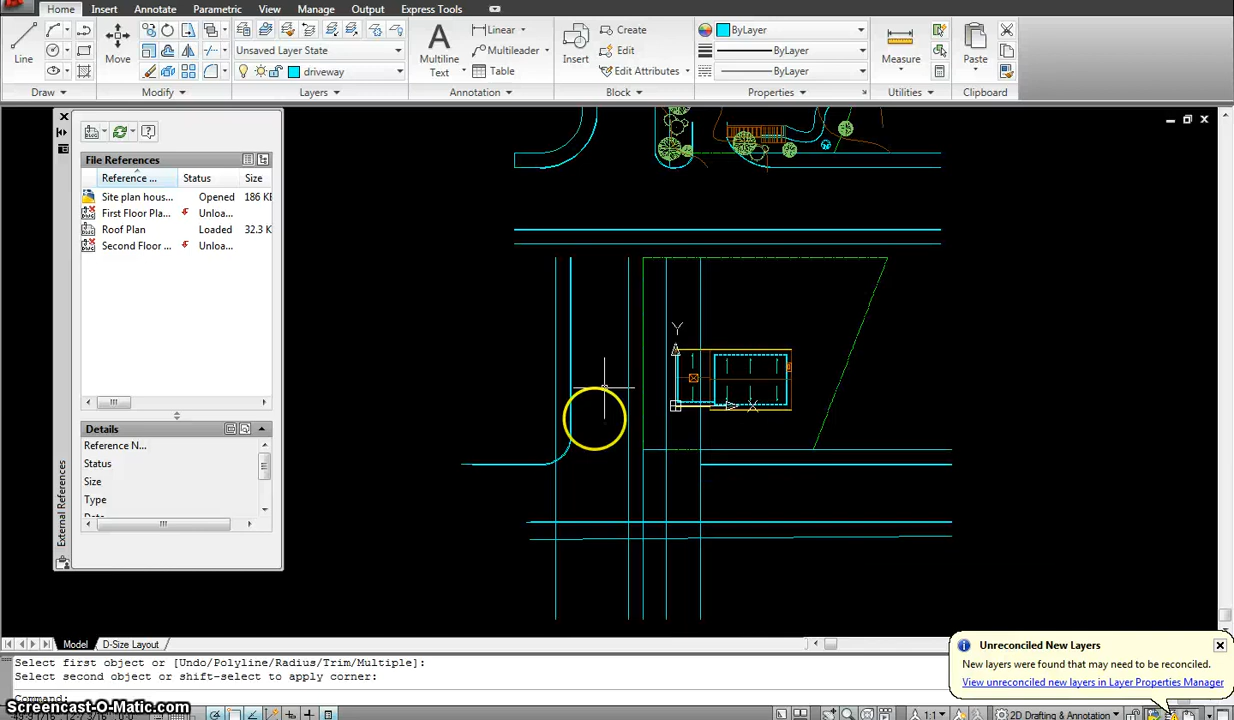 Home Insert Annotate Parametric View Manage Output Express Tools
Line Move Unsaved Layer State Multiline Text Linear Multileader Table Insert Create Edit Edit Attributes ByLayer ByLayer ByLayer Measure Paste
driveway
Draw Modify Layers Annotation Block Properties Utilities Clipboard
File References
Reference ... Status Size
Site plan hous... Opened 186 KE
First Floor Pla... Unloa...
Roof Plan Loaded 32.3 K
Second Floor ... Unloa...
Details
Reference N...
Status
Size
Type
External References
Y
X
Model D-Size Layout
Select first object or [Undo/Polyline/Radius/Trim/Multiple]:
Select second object or shift-select to apply corner:
Command:
Screencast-O-Matic.com
Unreconciled New Layers
New layers were found that may need to be reconciled.
View unreconciled new layers in Layer Properties Manager
1:1 2D Drafting & Annotation